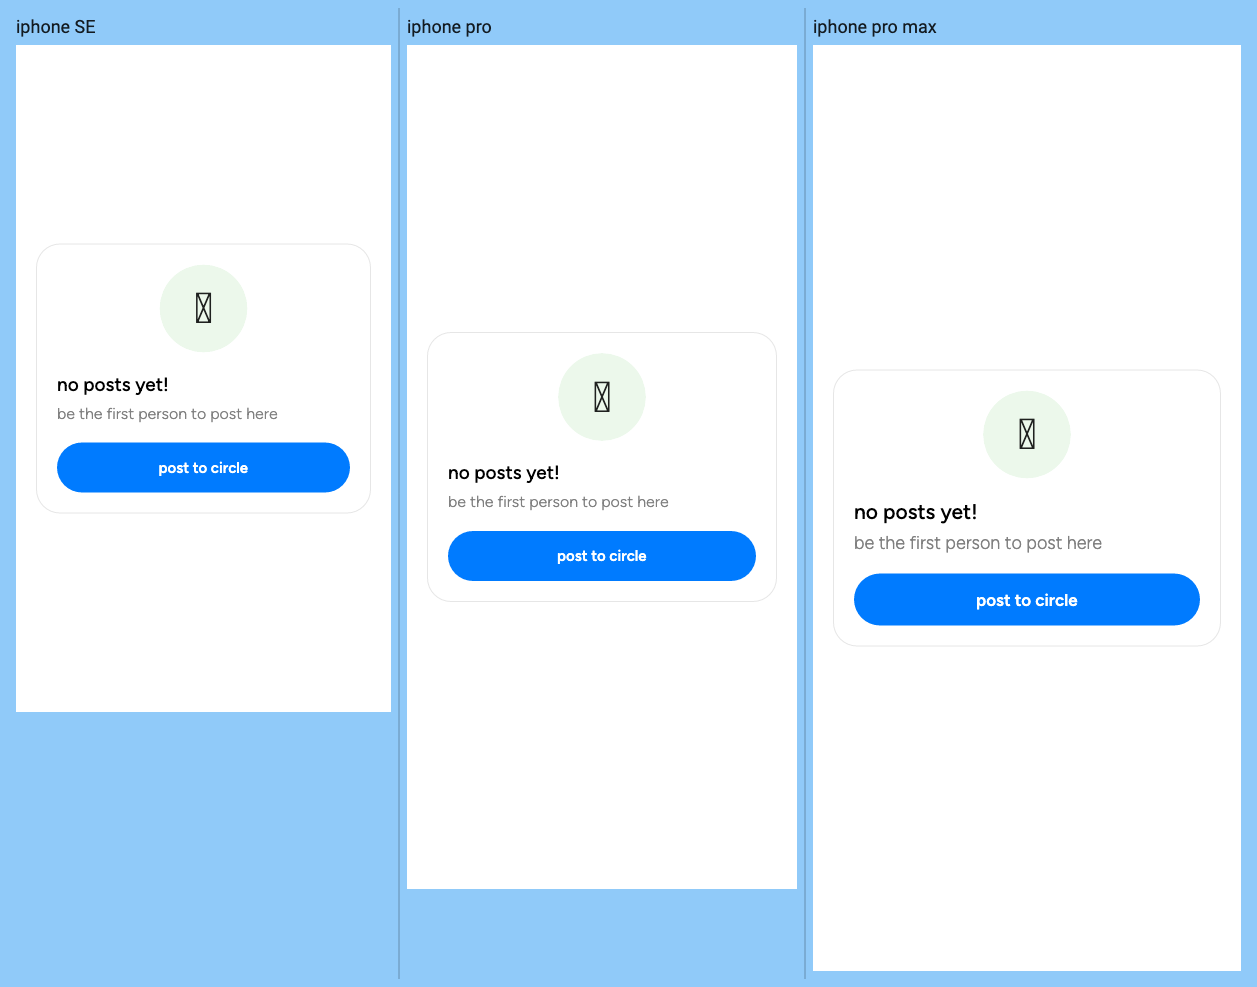 iphone SE
no posts yet!
be the first person to post here
post to circle
iphone pro
no posts yet!
be the first person to post here
post to circle
iphone pro max
no posts yet!
be the first person to post here
post to circle